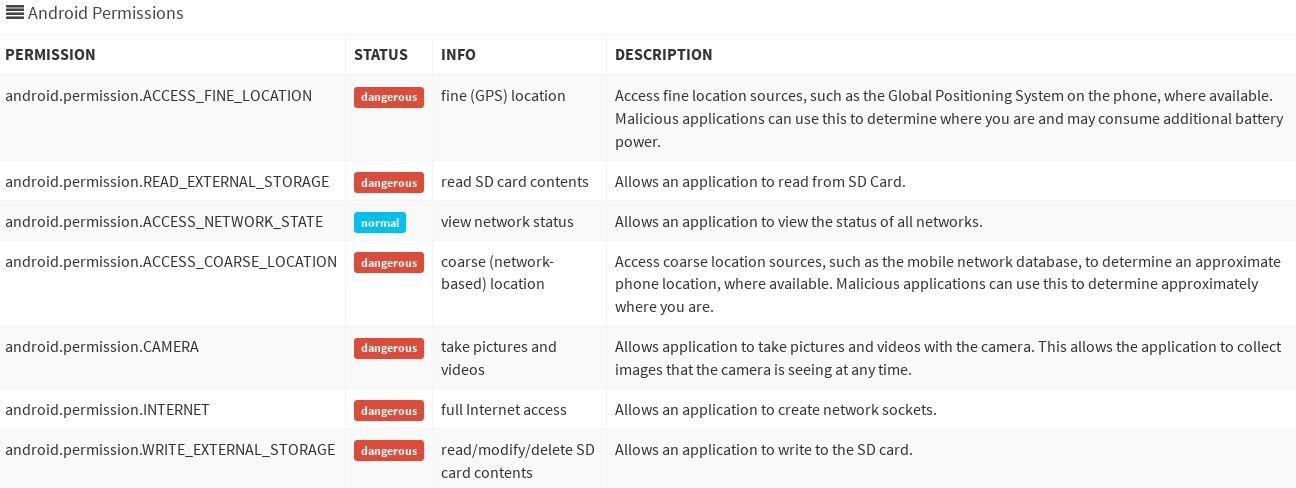 Android Permissions
PERMISSION STATUS INFO DESCRIPTION
android.permission.ACCESS_FINE_LOCATION dangerous fine (GPS) location Access fine location sources, such as the Global Positioning System on the phone, where available.
Malicious applications can use this to determine where you are and may consume additional battery
power.
android.permission.READ_EXTERNAL_STORAGE dangerous read SD card contents Allows an application to read from SD Card.
android.permission.ACCESS_NETWORK_STATE normal view network status Allows an application to view the status of all networks.
android.permission.ACCESS_COARSE_LOCATION dangerous coarse (network- Access coarse location sources, such as the mobile network database, to determine an approximate
based) location phone location, where available. Malicious applications can use this to determine approximately
where you are.
android.permission.CAMERA dangerous take pictures and Allows application to take pictures and videos with the camera. This allows the application to collect
videos images that the camera is seeing at any time.
android.permission.INTERNET dangerous full Internet access Allows an application to create network sockets.
android.permission.WRITE_EXTERNAL_STORAGE dangerous read/modify/delete SD Allows an application to write to the SD card.
card contents